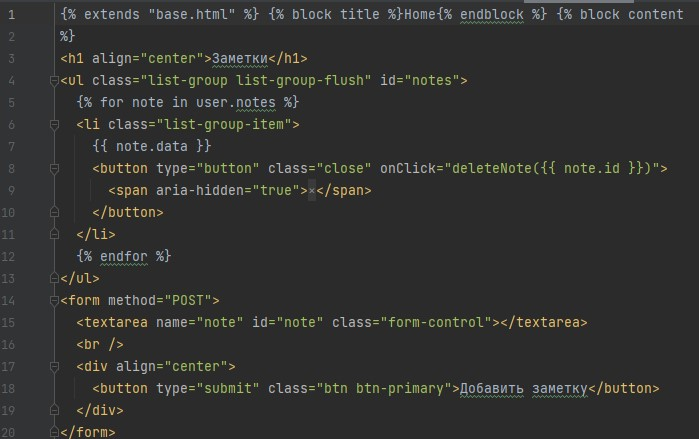 1 {% extends "base.html" %} {% block title %}Home{% endblock %} {% block content
2 %}
3 <h1 align="center">Заметки</h1>
4 <ul class="list-group list-group-flush" id="notes">
5 {% for note in user.notes %}
6 <li class="list-group-item">
7 {{ note.data }}
8 <button type="button" class="close" onClick="deleteNote({{ note.id }})">
9 <span aria-hidden="true">×</span>
10 </button>
11 </li>
12 {% endfor %}
13 </ul>
14 <form method="POST">
15 <textarea name="note" id="note" class="form-control"></textarea>
16 <br />
17 <div align="center">
18 <button type="submit" class="btn btn-primary">Добавить заметку</button>
19 </div>
20 </form>